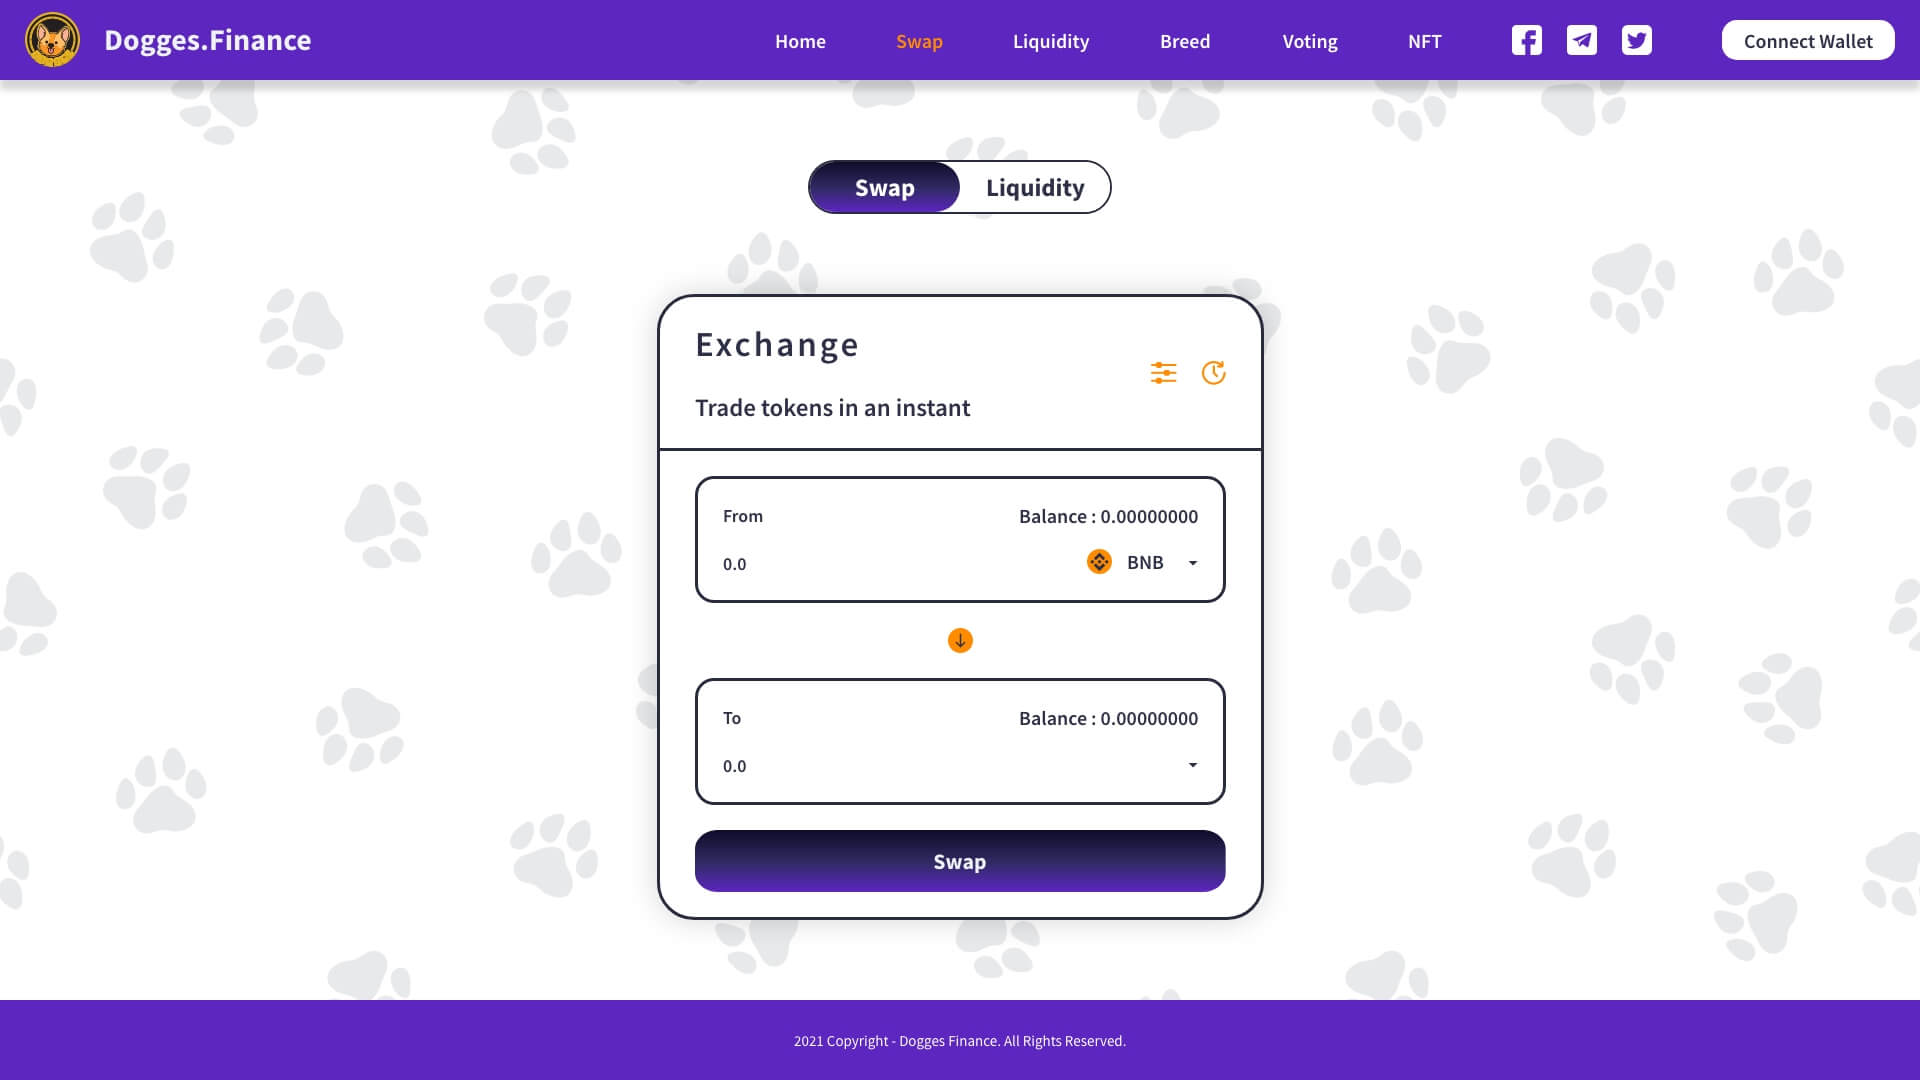 Dogges.Finance
Home Swap Liquidity Breed Voting NFT
Connect Wallet
Swap Liquidity
Exchange
Trade tokens in an instant
From Balance : 0.00000000
0.0 BNB
To Balance : 0.00000000
0.0
Swap
2021 Copyright - Dogges Finance. All Rights Reserved.